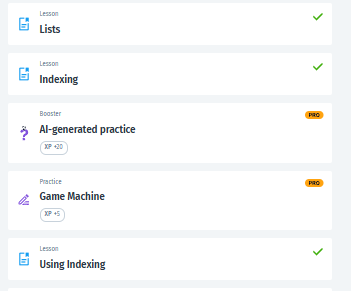 Lesson
Lists
Lesson
Indexing
Booster
PRO
AI-generated practice
XP +20
Practice
PRO
Game Machine
XP +5
Lesson
Using Indexing